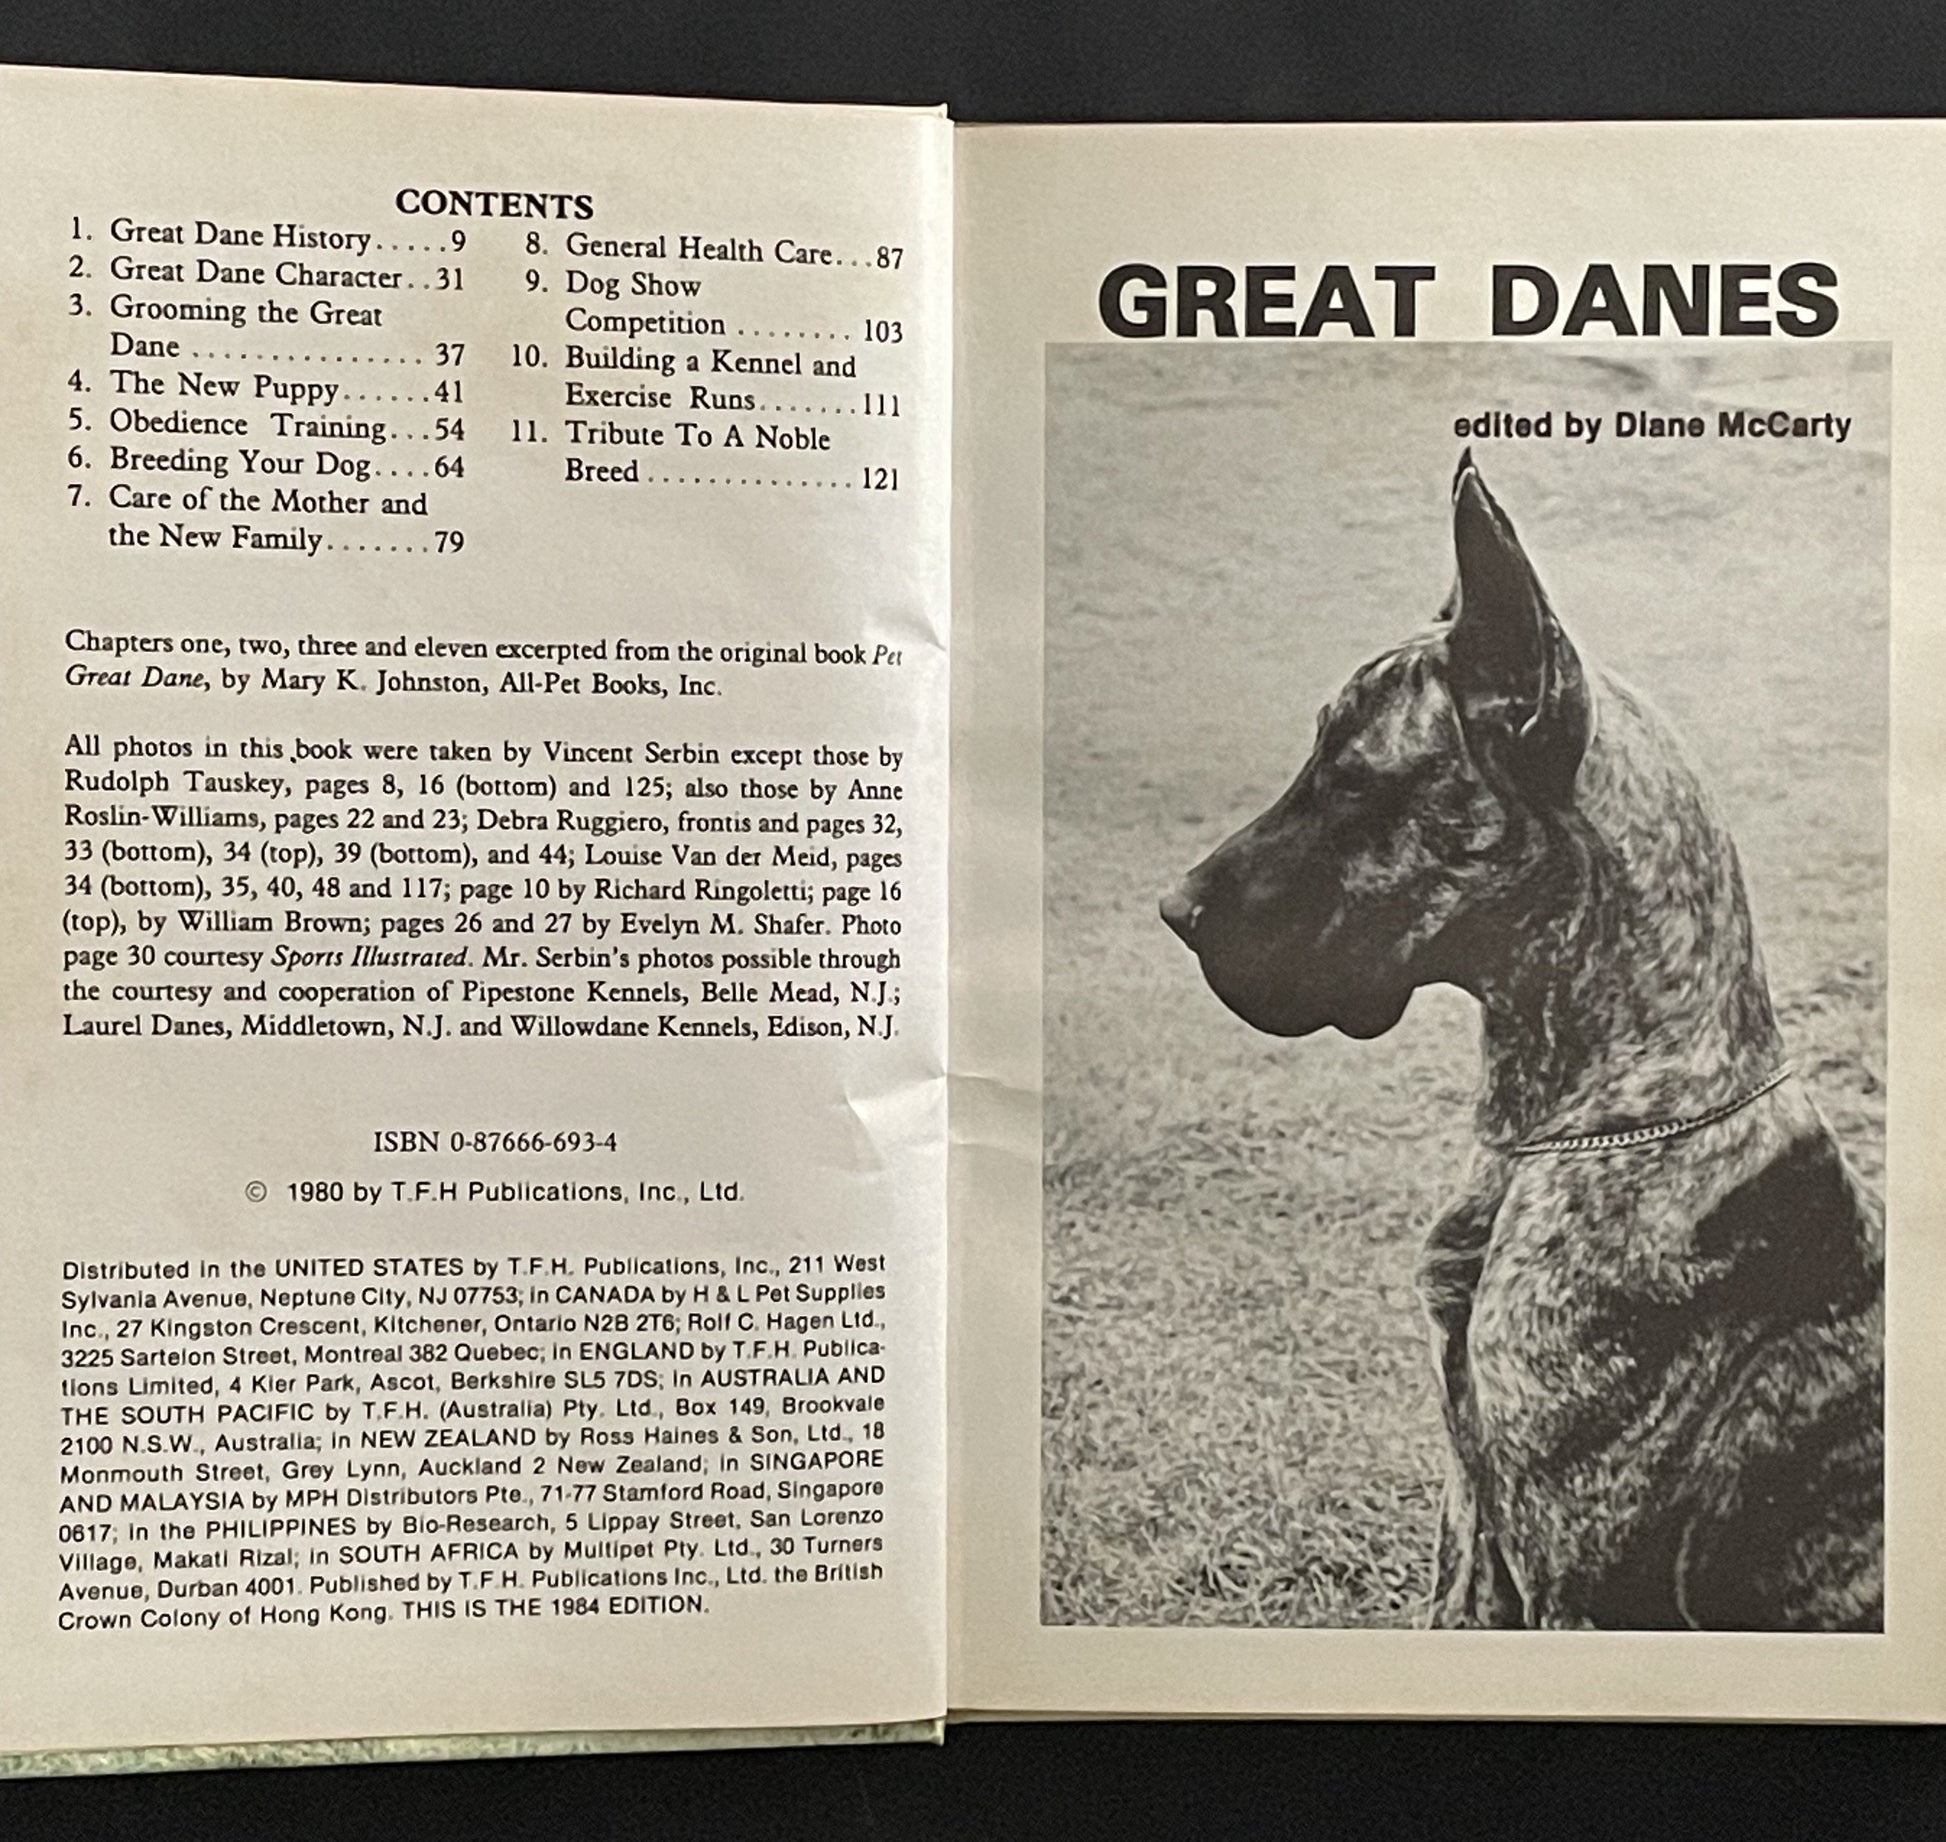 CONTENTS
1. Great Dane History.....9
2. Great Dane Character..31
3. Grooming the Great
Dane ............... 37
4. The New Puppy......41
5. Obedience Training...54
6. Breeding Your Dog....64
7. Care of the Mother and
the New Family.......79
8. General Health Care...87
9. Dog Show
Competition ........ 103
10. Building a Kennel and
Exercise Runs.......111
11. Tribute To A Noble
Breed .............. 121
Chapters one, two, three and eleven excerpted from the original book Pet
Great Dane, by Mary K. Johnston, All-Pet Books, Inc.
All photos in this book were taken by Vincent Serbin except those by
Rudolph Tauskey, pages 8, 16 (bottom) and 125; also those by Anne
Roslin-Williams, pages 22 and 23; Debra Ruggiero, frontis and pages 32,
33 (bottom), 34 (top), 39 (bottom), and 44; Louise Van der Meid, pages
34 (bottom), 35, 40, 48 and 117; page 10 by Richard Ringoletti; page 16
(top), by William Brown; pages 26 and 27 by Evelyn M. Shafer. Photo
page 30 courtesy Sports Illustrated. Mr. Serbin's photos possible through
the courtesy and cooperation of Pipestone Kennels, Belle Mead, N.J.;
Laurel Danes, Middletown, N.J. and Willowdane Kennels, Edison, N.J.
ISBN 0-87666-693-4
© 1980 by T.F.H Publications, Inc., Ltd.
Distributed in the UNITED STATES by T.F.H. Publications, Inc., 211 West
Sylvania Avenue, Neptune City, NJ 07753; in CANADA by H & L Pet Supplies
Inc., 27 Kingston Crescent, Kitchener, Ontario N2B 2T6; Rolf C. Hagen Ltd.,
3225 Sartelon Street, Montreal 382 Quebec; in ENGLAND by T.F.H. Publica-
tions Limited, 4 Kier Park, Ascot, Berkshire SL5 7DS; in AUSTRALIA AND
THE SOUTH PACIFIC by T.F.H. (Australia) Pty. Ltd., Box 149, Brookvale
2100 N.S.W., Australia; in NEW ZEALAND by Ross Haines & Son, Ltd., 18
Monmouth Street, Grey Lynn, Auckland 2 New Zealand; in SINGAPORE
AND MALAYSIA by MPH Distributors Pte., 71-77 Stamford Road, Singapore
0617; in the PHILIPPINES by Bio-Research, 5 Lippay Street, San Lorenzo
Village, Makati Rizal; in SOUTH AFRICA by Multipet Pty. Ltd., 30 Turners
Avenue, Durban 4001. Published by T.F.H. Publications Inc., Ltd. the British
Crown Colony of Hong Kong. THIS IS THE 1984 EDITION.
GREAT DANES
edited by Diane McCarty